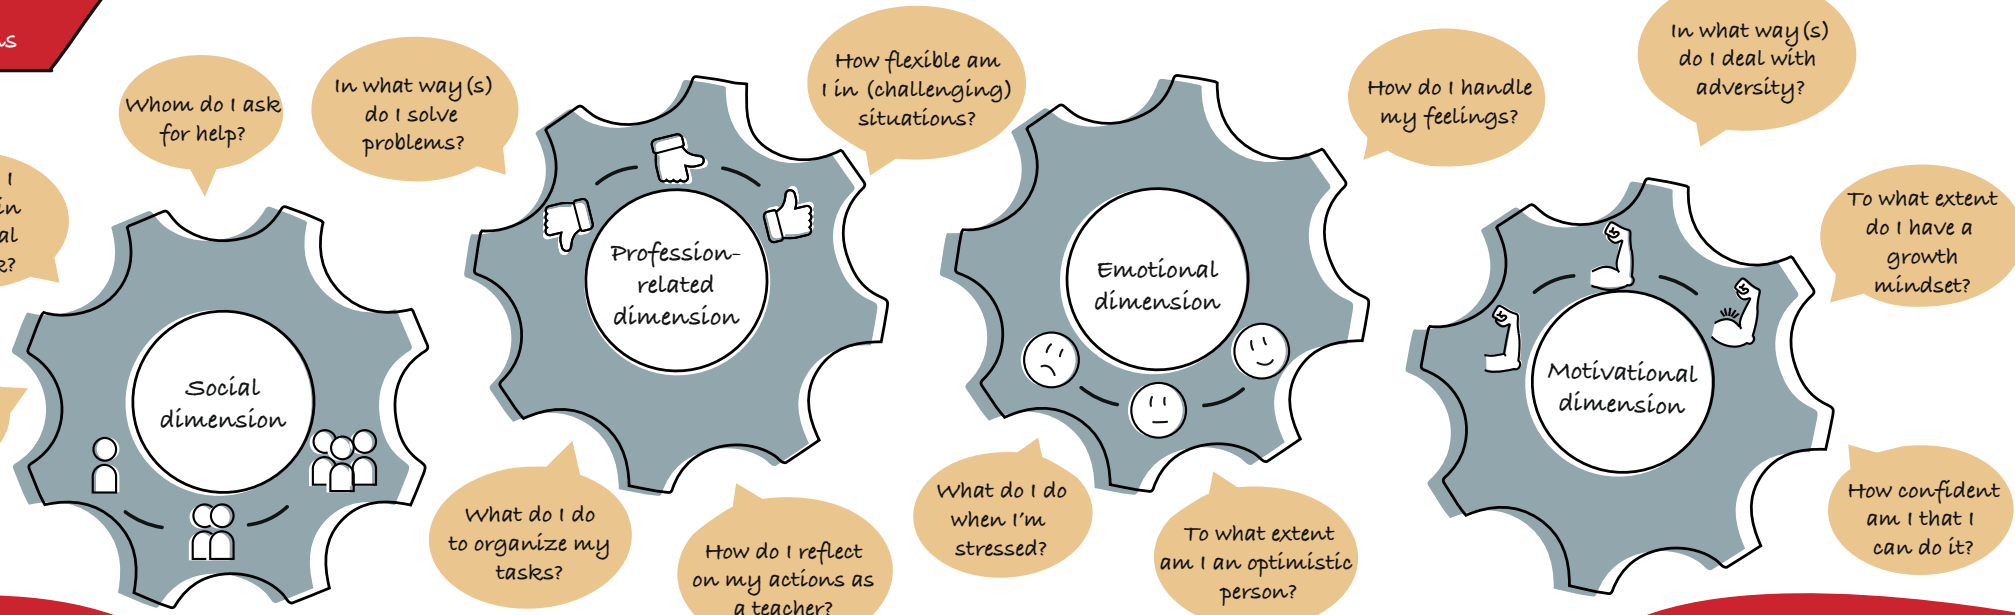 Whom do I ask
for help?
I
in
Social
dimension
In what way(s)
do I solve
problems?
Profession-
related
dimension
What do I do
to organize my
tasks?
How do I reflect
on my actions as
a teacher?
How flexible am
I in (challenging)
situations?
Emotional
dimension
What do I do
when I'm
stressed?
To what extent
am I an optimistic
person?
How do I handle
my feelings?
In what way(s)
do I deal with
adversity?
Motivational
dimension
To what extent
do I have a
growth
mindset?
How confident
am I that I
can do it?